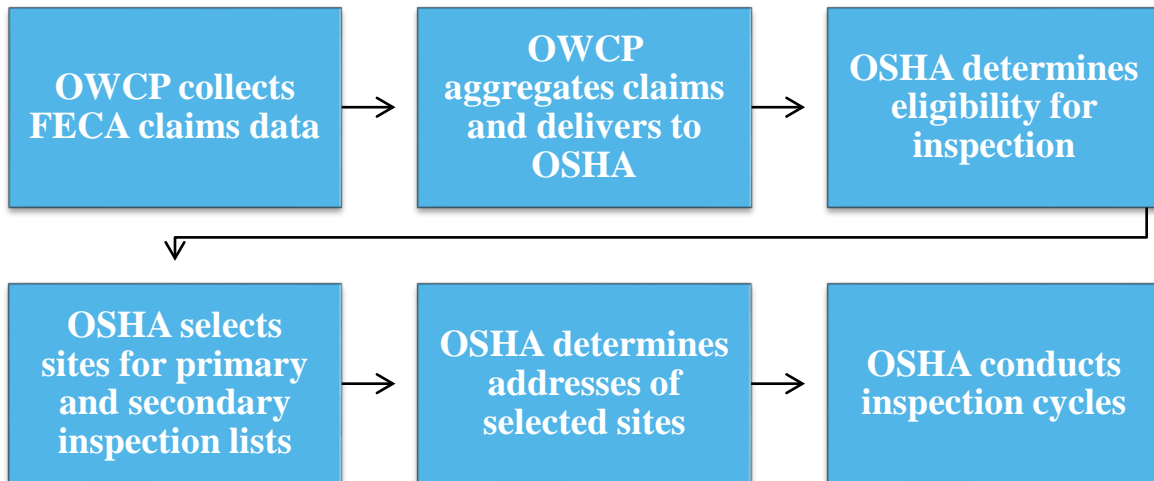 OWCP collects
FECA claims data
OWCP
aggregates claims
and delivers to
OSHA
OSHA determines
eligibility for
inspection
OSHA selects
sites for primary
and secondary
inspection lists
OSHA determines
addresses of
selected sites
OSHA conducts
inspection cycles